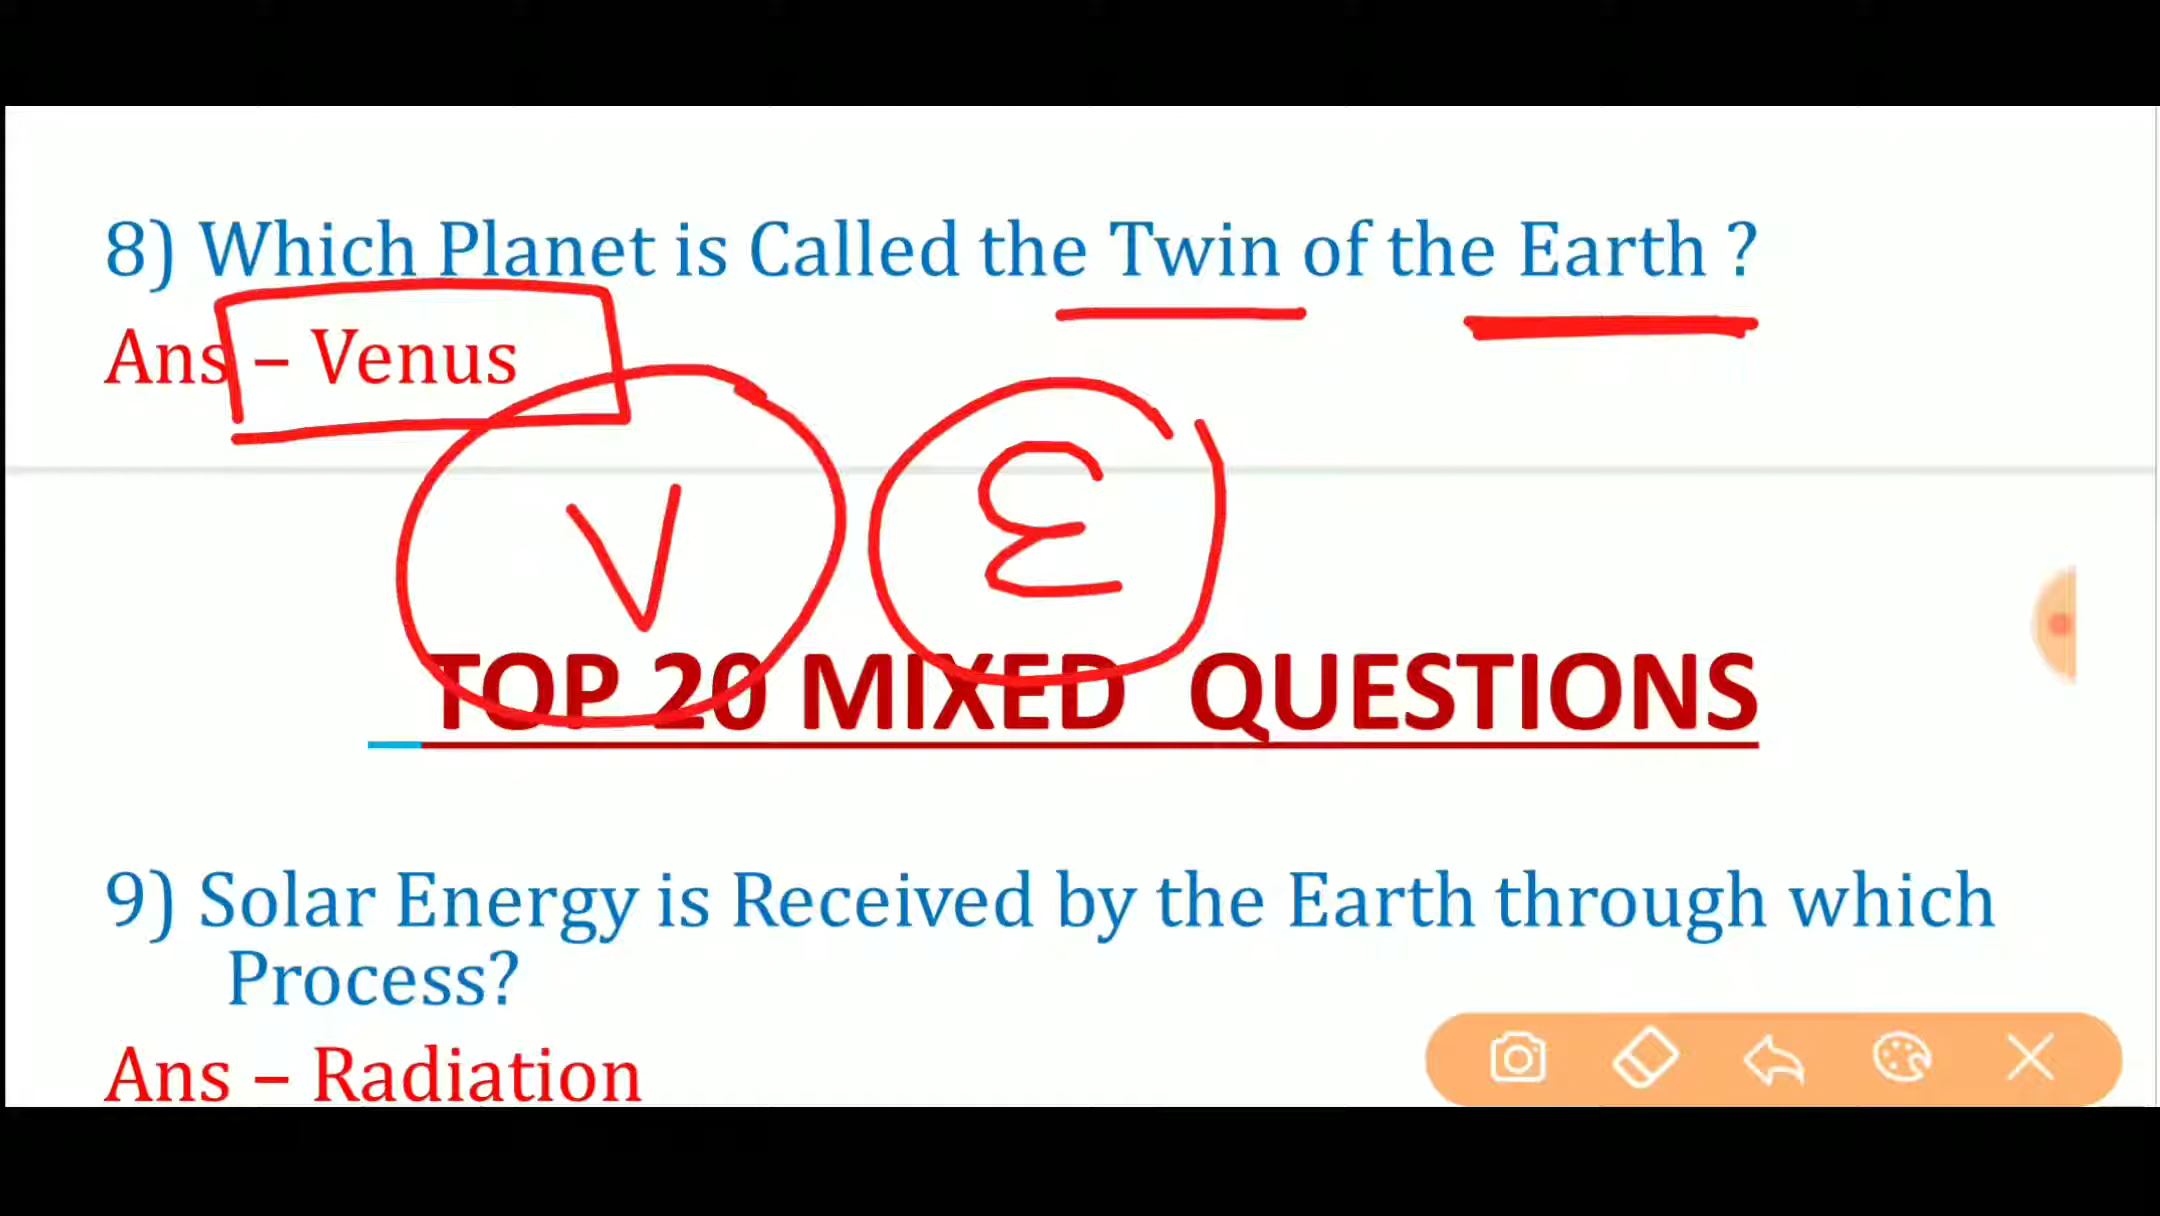 8) Which Planet is Called the Twin of the Earth ?
Ans – Venus
V E
TOP 20 MIXED QUESTIONS
9) Solar Energy is Received by the Earth through which
Process?
Ans – Radiation